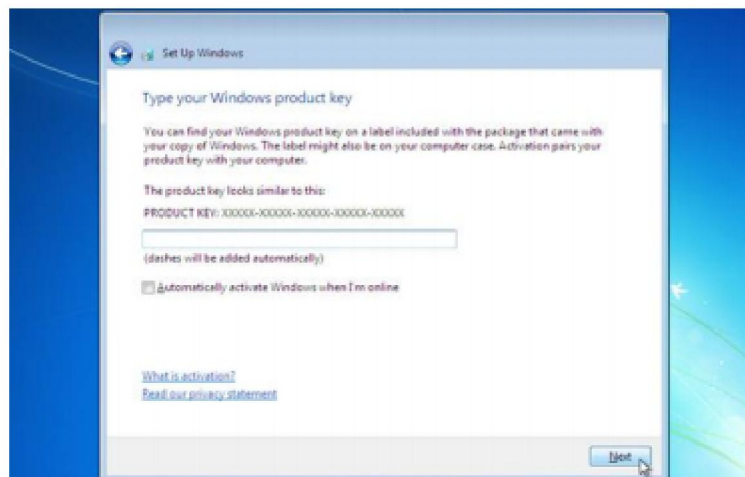 Set Up Windows
Type your Windows product key
You can find your Windows product key on a label included with the package that came with
your copy of Windows. The label might also be on your computer case. Activation pairs your
product key with your computer.
The product key looks similar to this:
PRODUCT KEY: XXXXX-XXXXX-XXXXX-XXXXX-XXXXX
(dashes will be added automatically)
Automatically activate Windows when I'm online
What is activation?
Read our privacy statement
Next